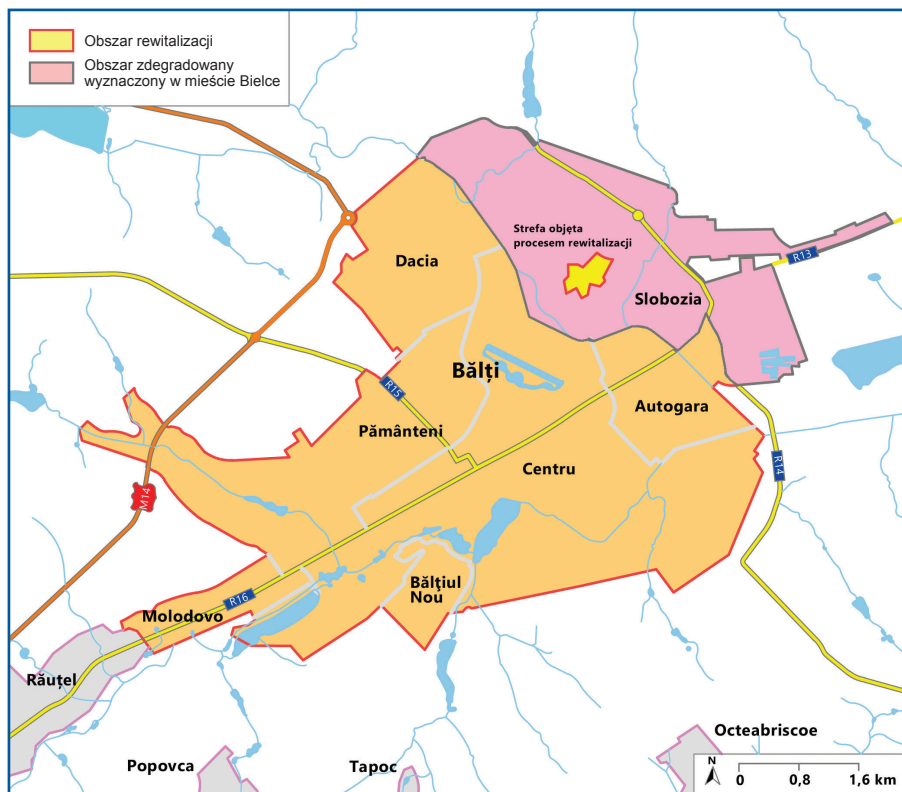 Obszar rewitalizacji
Obszar zdegradowany
wyznaczony w mieście Bielce
Strefa objęta
procesem rewitalizacji
R13
Dacia
Slobozia
Bălți
R15
Autogara
Pământeni
Centru
R14
M14
Bălțiul
Nou
R16
Molodovo
Răuțel
Octeabriscoe
Popovca
Tapoc
N
0 0,8 1,6 km